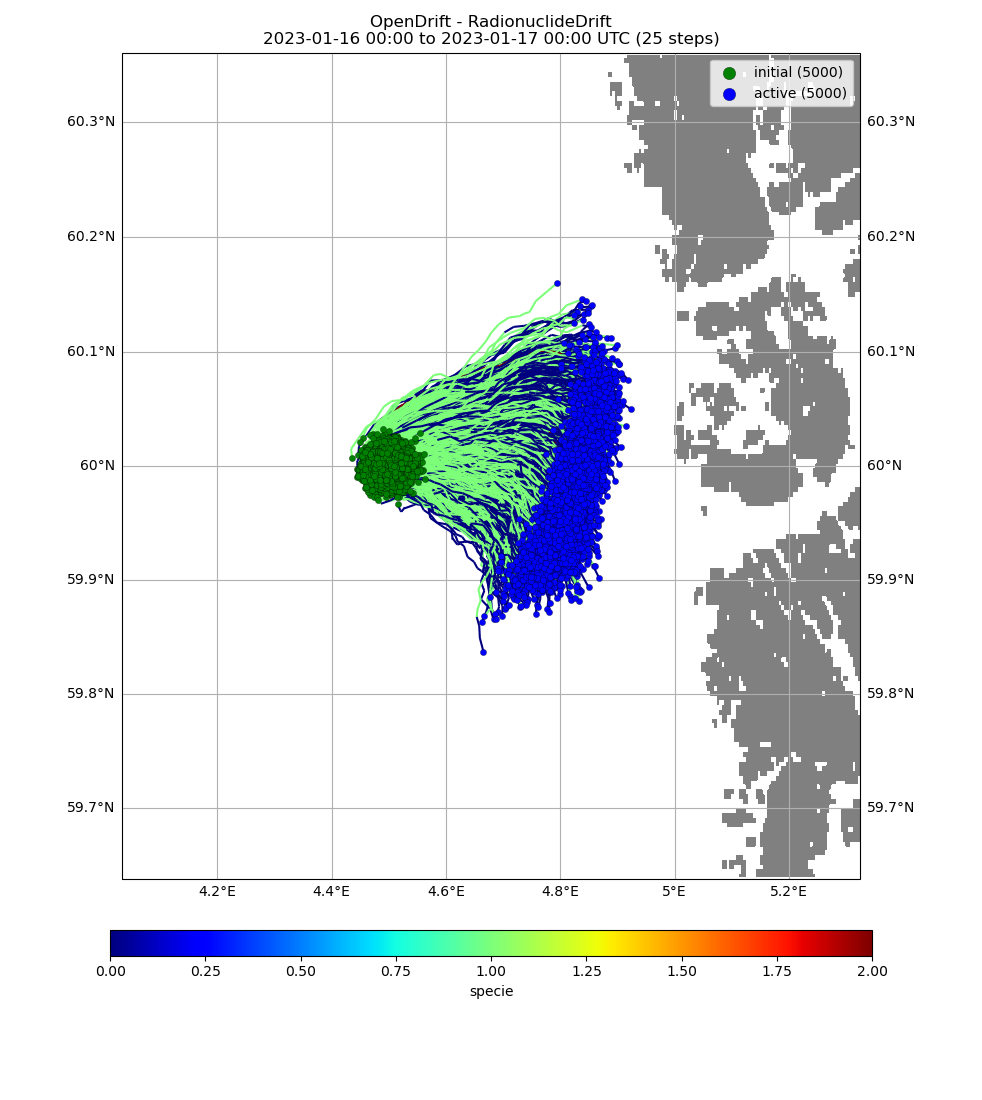 OpenDrift - RadionuclideDrift
2023-01-16 00:00 to 2023-01-17 00:00 UTC (25 steps)
initial (5000)
active (5000)
60.3°N 60.3°N
60.2°N 60.2°N
60.1°N 60.1°N
60°N 60°N
59.9°N 59.9°N
59.8°N 59.8°N
59.7°N 59.7°N
4.2°E 4.4°E 4.6°E 4.8°E 5°E 5.2°E
0.00 0.25 0.50 0.75 1.00 1.25 1.50 1.75 2.00
specie